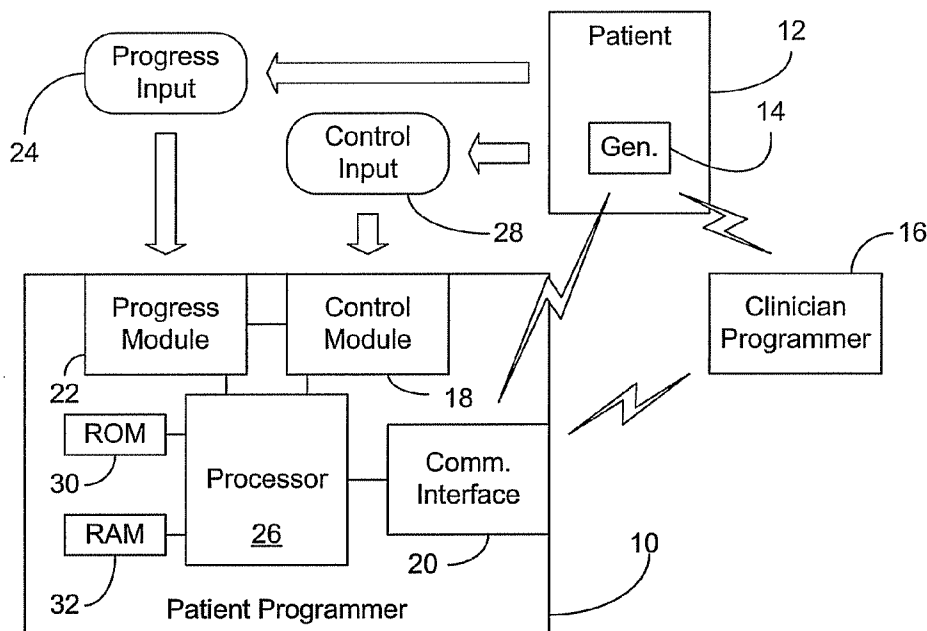 Progress
Input
24
Control
Input
28
Patient
12
Gen.
14
16
Clinician
Programmer
Progress
Module
22
Control
Module
18
ROM
30
Processor
26
Comm.
Interface
20
RAM
32
10
Patient Programmer